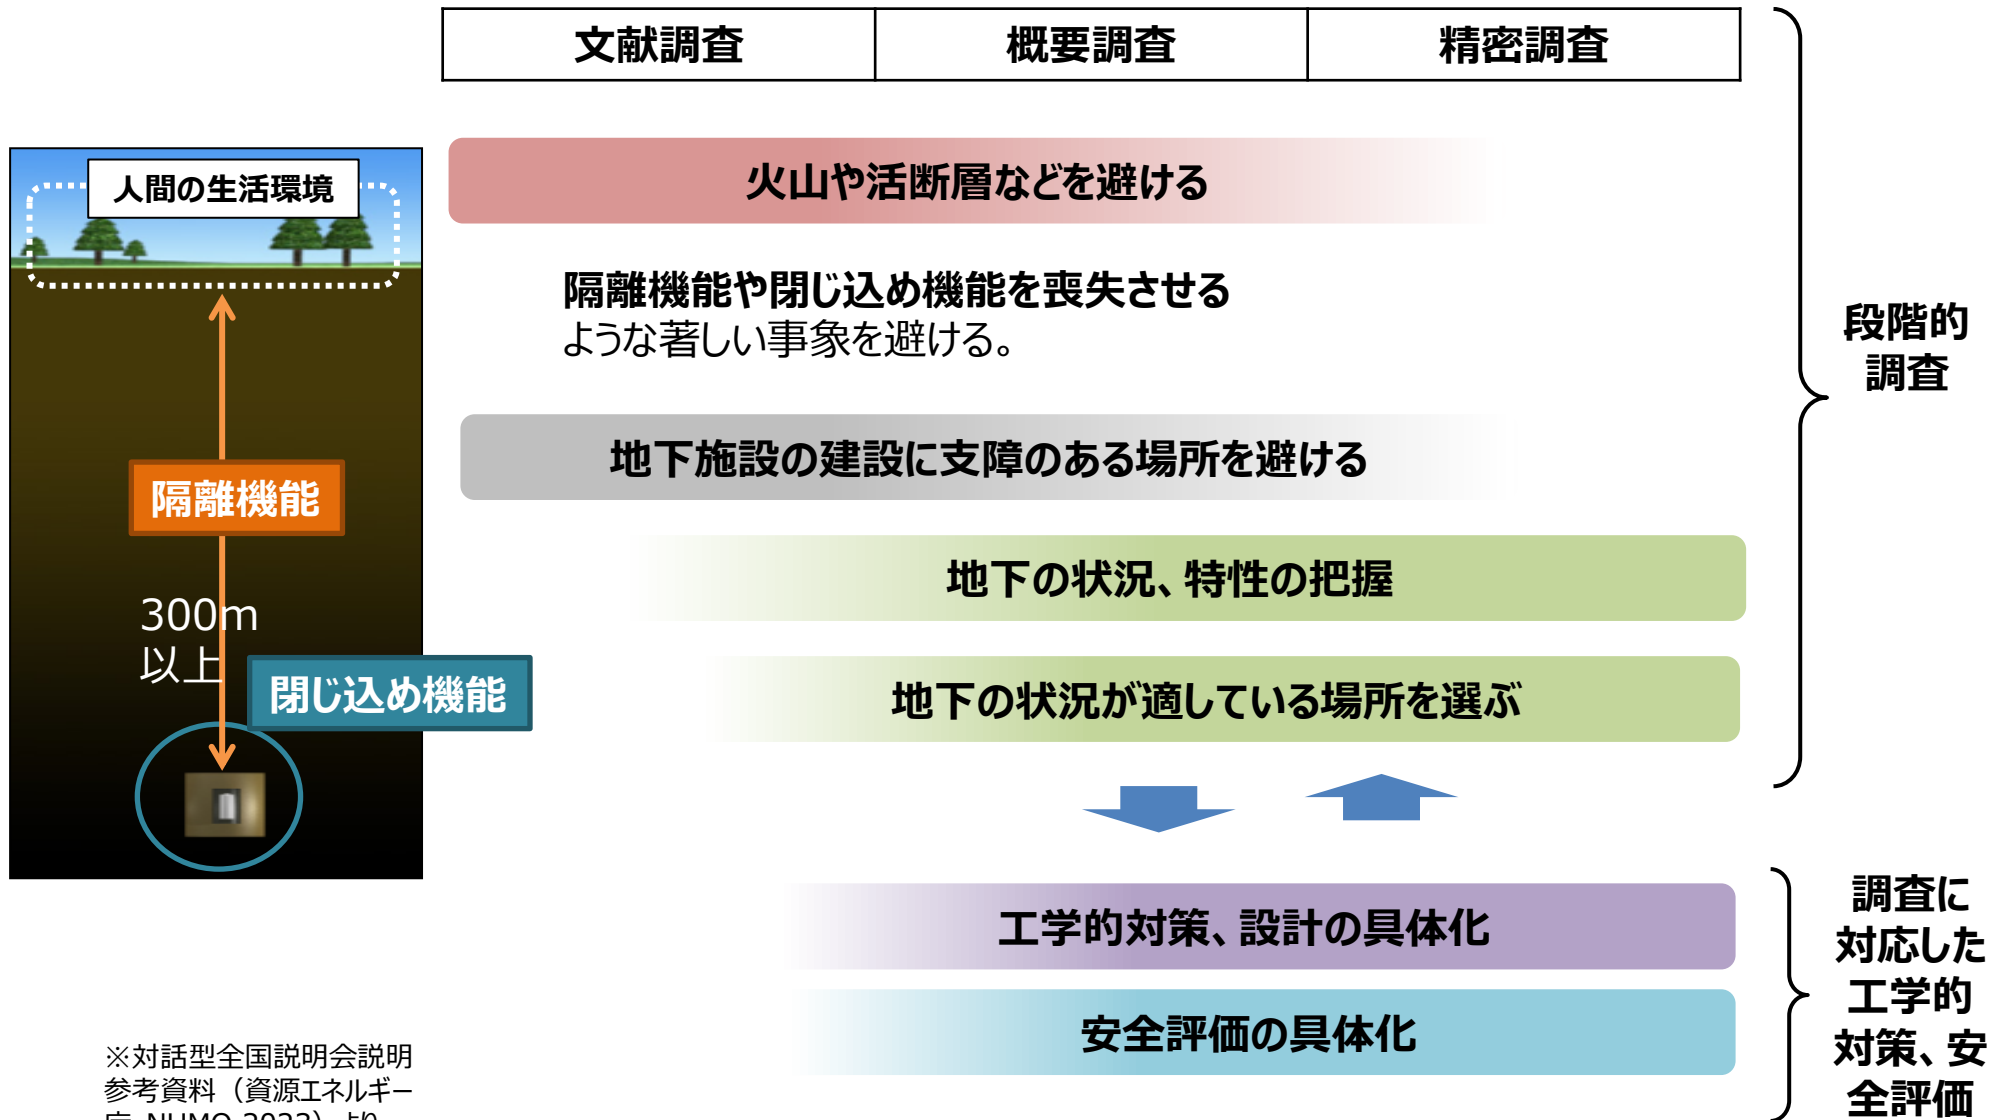 文献調査
概要調査
精密調査
人間の生活環境
火山や活断層などを避ける
隔離機能や閉じ込め機能を喪失させる
ような著しい事象を避ける。
地下施設の建設に支障のある場所を避ける
隔離機能
地下の状況、特性の把握
300m
以上
閉じ込め機能
地下の状況が適している場所を選ぶ
段階的
調査
工学的対策、設計の具体化
安全評価の具体化
調査に
対応した
工学的
対策、安
全評価
※対話型全国説明会説明
参考資料（資源エネルギー
庁 NUMO 2023）より